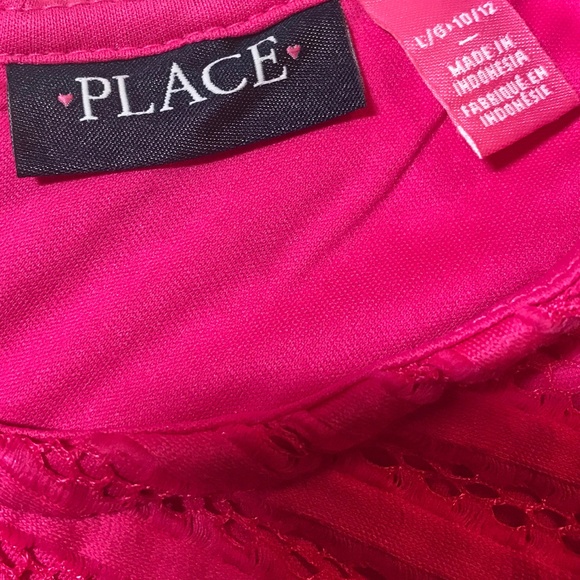 PLACE
L/G•10/12
MADE IN
INDONESIA
FABRIQUÉ EN
INDONÉSIE